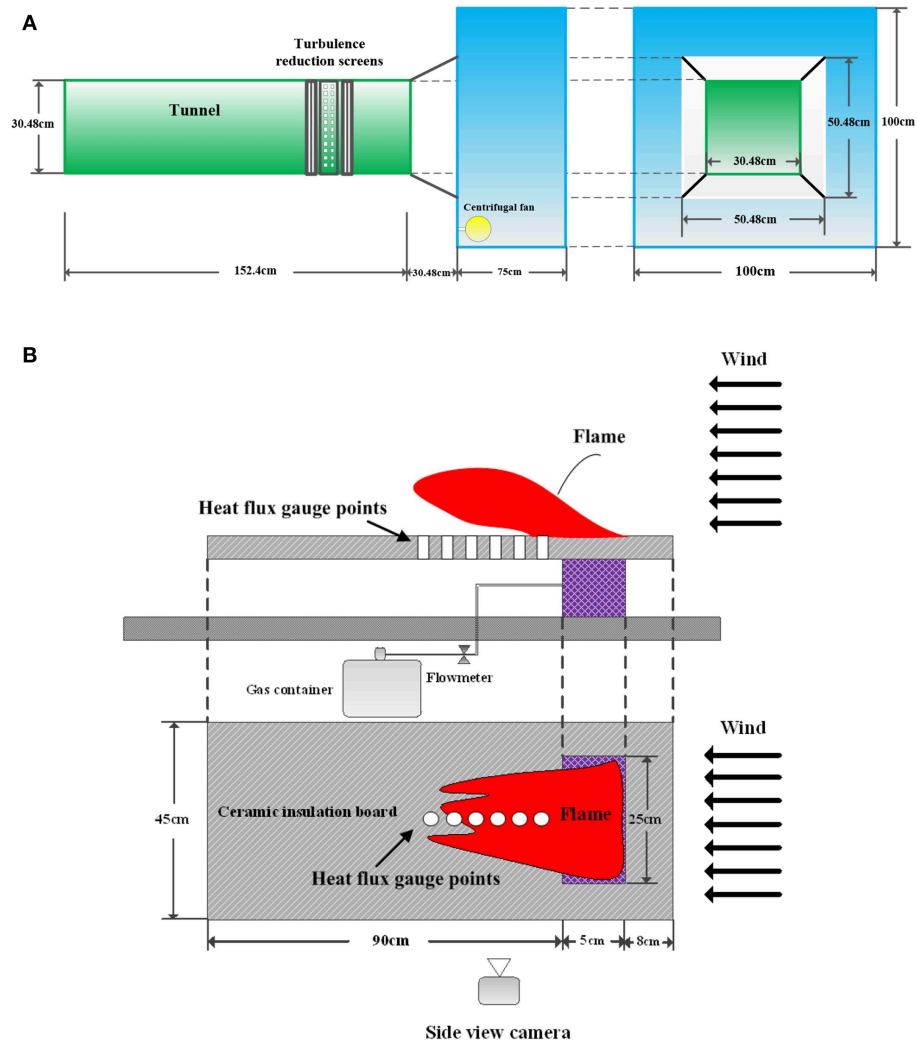 A
Turbulence
reduction screens
Tunnel
30.48cm
Centrifugal fan
152.4cm
30.48cm
75cm
30.48cm
50.48cm
50.48cm
100cm
100cm
B
Wind
Flame
Heat flux gauge points
Flowmeter
Gas container
Wind
45cm
Ceramic insulation board
Flame
25cm
Heat flux gauge points
90cm
5cm
8cm
Side view camera